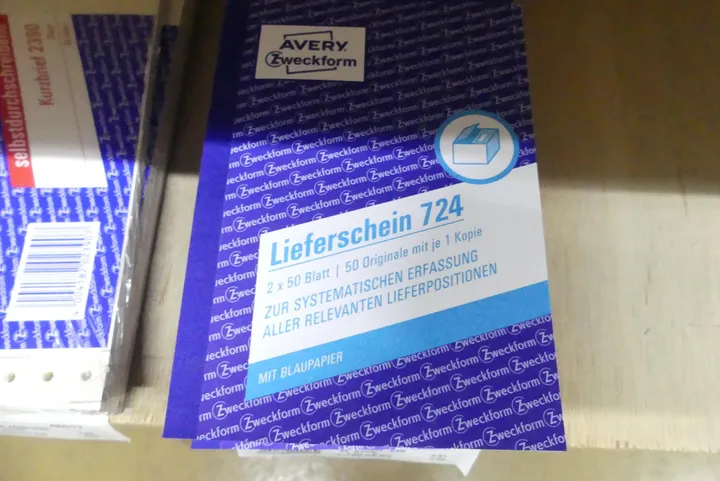 selbstdurchschreibend
Kurzbrief 2390
AVERY
Zweckform
Lieferschein 724
2 x 50 Blatt | 50 Originale mit je 1 Kopie
ZUR SYSTEMATISCHEN ERFASSUNG
ALLER RELEVANTEN LIEFERPOSITIONEN
MIT BLAUPAPIER